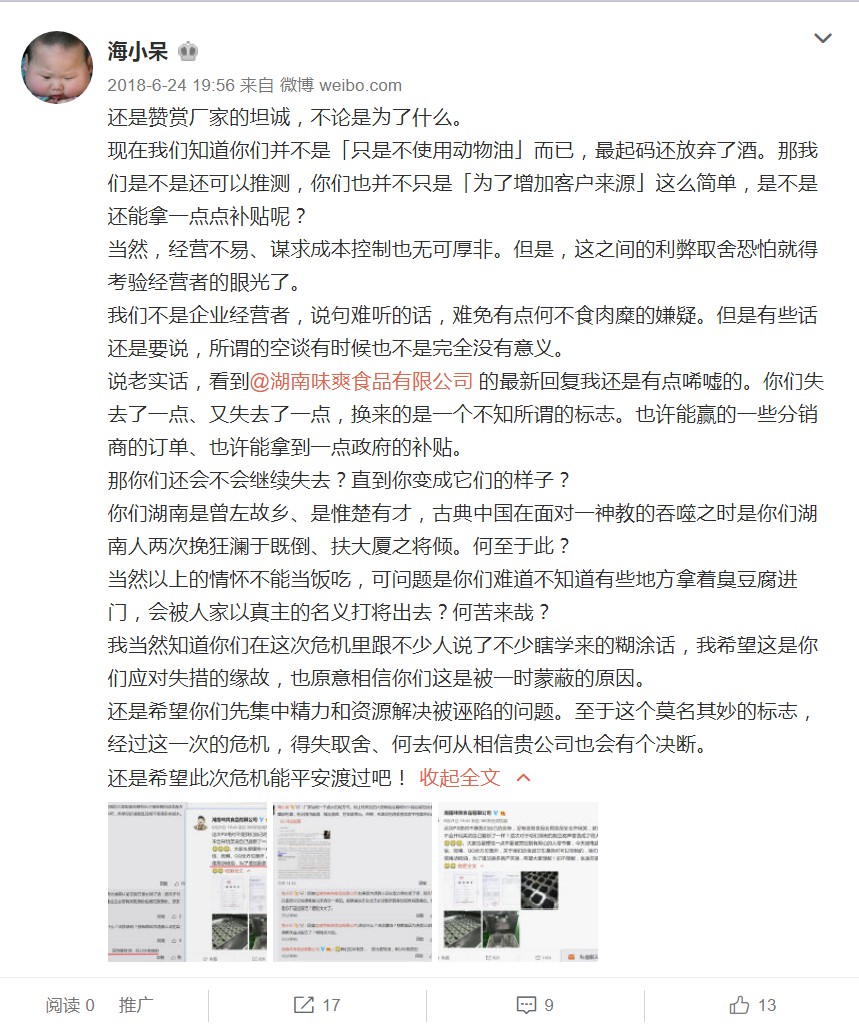 海小呆
2018-6-24 19:56 来自 微博 weibo.com
还是赞赏厂家的坦诚，不论是为了什么。
现在我们知道你们并不是「只是不使用动物油」而已，最起码还放弃了酒。那我
们是不是还可以推测，你们也并不只是「为了增加客户来源」这么简单，是不是
还能拿一点点补贴呢？
当然，经营不易、谋求成本控制也无可厚非。但是，这之间的利弊取舍恐怕就得
考验经营者的眼光了。
我们不是企业经营者，说句难听的话，难免有点何不食肉糜的嫌疑。但是有些话
还是要说，所谓的空谈有时候也不是完全没有意义。
说老实话，看到@湖南味爽食品有限公司 的最新回复我还是有点唏嘘的。你们失
去了一点、又失去了一点，换来的是一个不知所谓的标志。也许能赢的一些分销
商的订单、也许能拿到一点政府的补贴。
那你们还会不会继续失去？直到你变成它们的样子？
你们湖南是曾左故乡、是惟楚有才，古典中国在面对一神教的吞噬之时是你们湖
南人两次挽狂澜于既倒、扶大厦之将倾。何至于此？
当然以上的情怀不能当饭吃，可问题是你们难道不知道有些地方拿着臭豆腐进
门，会被人家以真主的名义打将出去？何苦来哉？
我当然知道你们在这次危机里跟不少人说了不少瞎学来的糊涂话，我希望这是你
们应对失措的缘故，也原意相信你们这是被一时蒙蔽的原因。
还是希望你们先集中精力和资源解决被诬陷的问题。至于这个莫名其妙的标志，
经过这一次的危机，得失取舍、何去何从相信贵公司也会有个决断。
还是希望此次危机能平安渡过吧！ 收起全文
阅读 0 推广 17 9 13